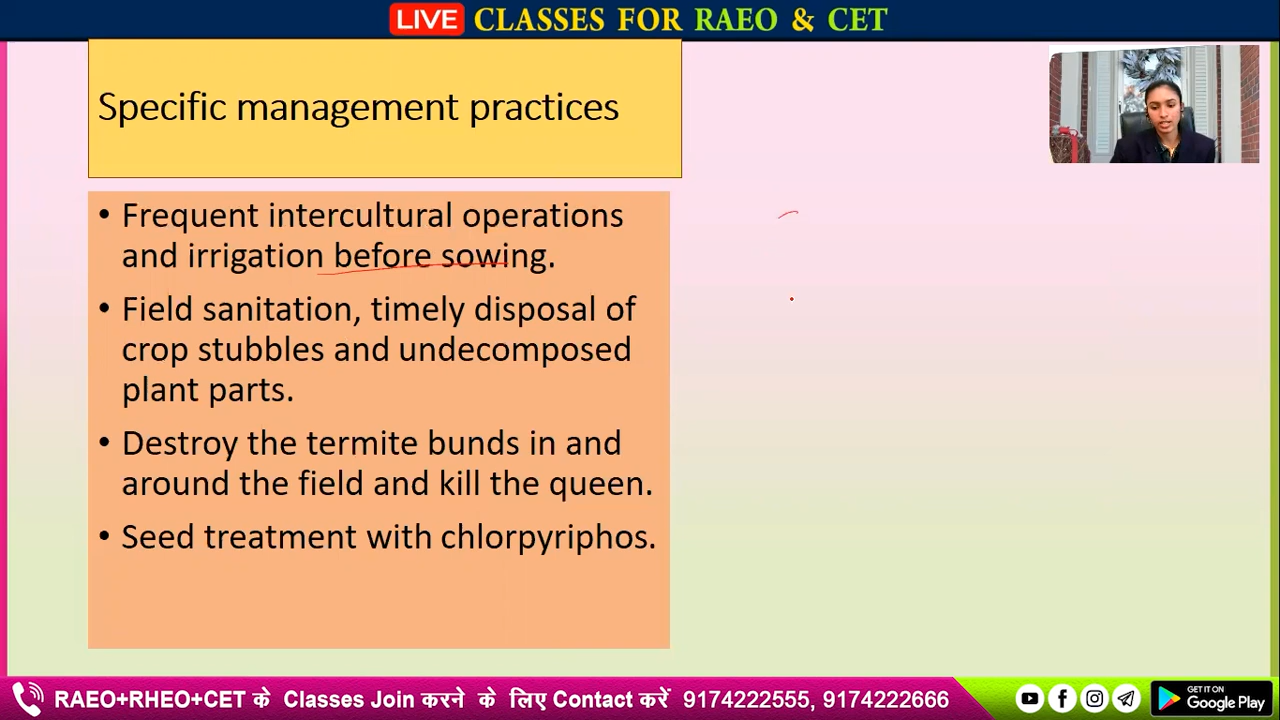 LIVE CLASSES FOR RAEO & CET
Specific management practices
• Frequent intercultural operations
and irrigation before sowing.
• Field sanitation, timely disposal of
crop stubbles and undecomposed
plant parts.
• Destroy the termite bunds in and
around the field and kill the queen.
• Seed treatment with chlorpyriphos.
RAEO+RHEO+CET के Classes Join करने के लिए Contact करें 9174222555, 9174222666
GET IT ON
Google Play